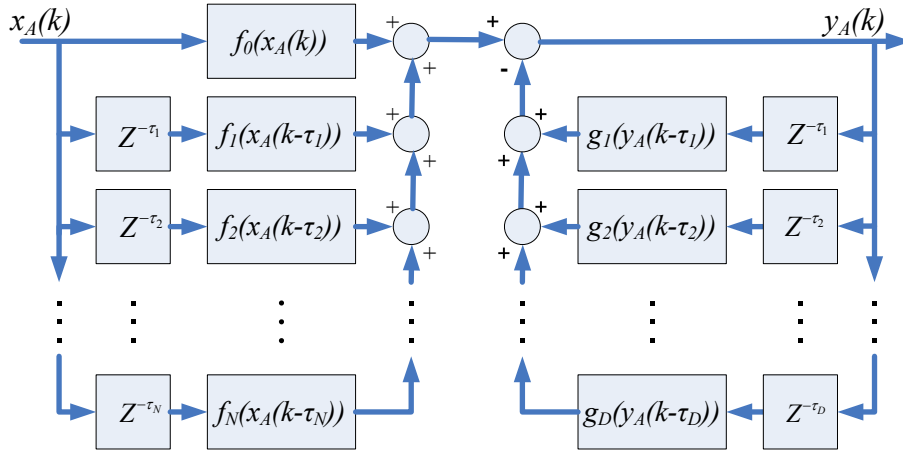 x_A(k) y_A(k)
f_0(x_A(k)) + + + -
+
Z^{-τ_1} f_1(x_A(k-τ_1)) + + g_1(y_A(k-τ_1)) Z^{-τ_1}
+ +
Z^{-τ_2} f_2(x_A(k-τ_2)) + + g_2(y_A(k-τ_2)) Z^{-τ_2}
+ +
Z^{-τ_N} f_N(x_A(k-τ_N)) g_D(y_A(k-τ_D)) Z^{-τ_D}